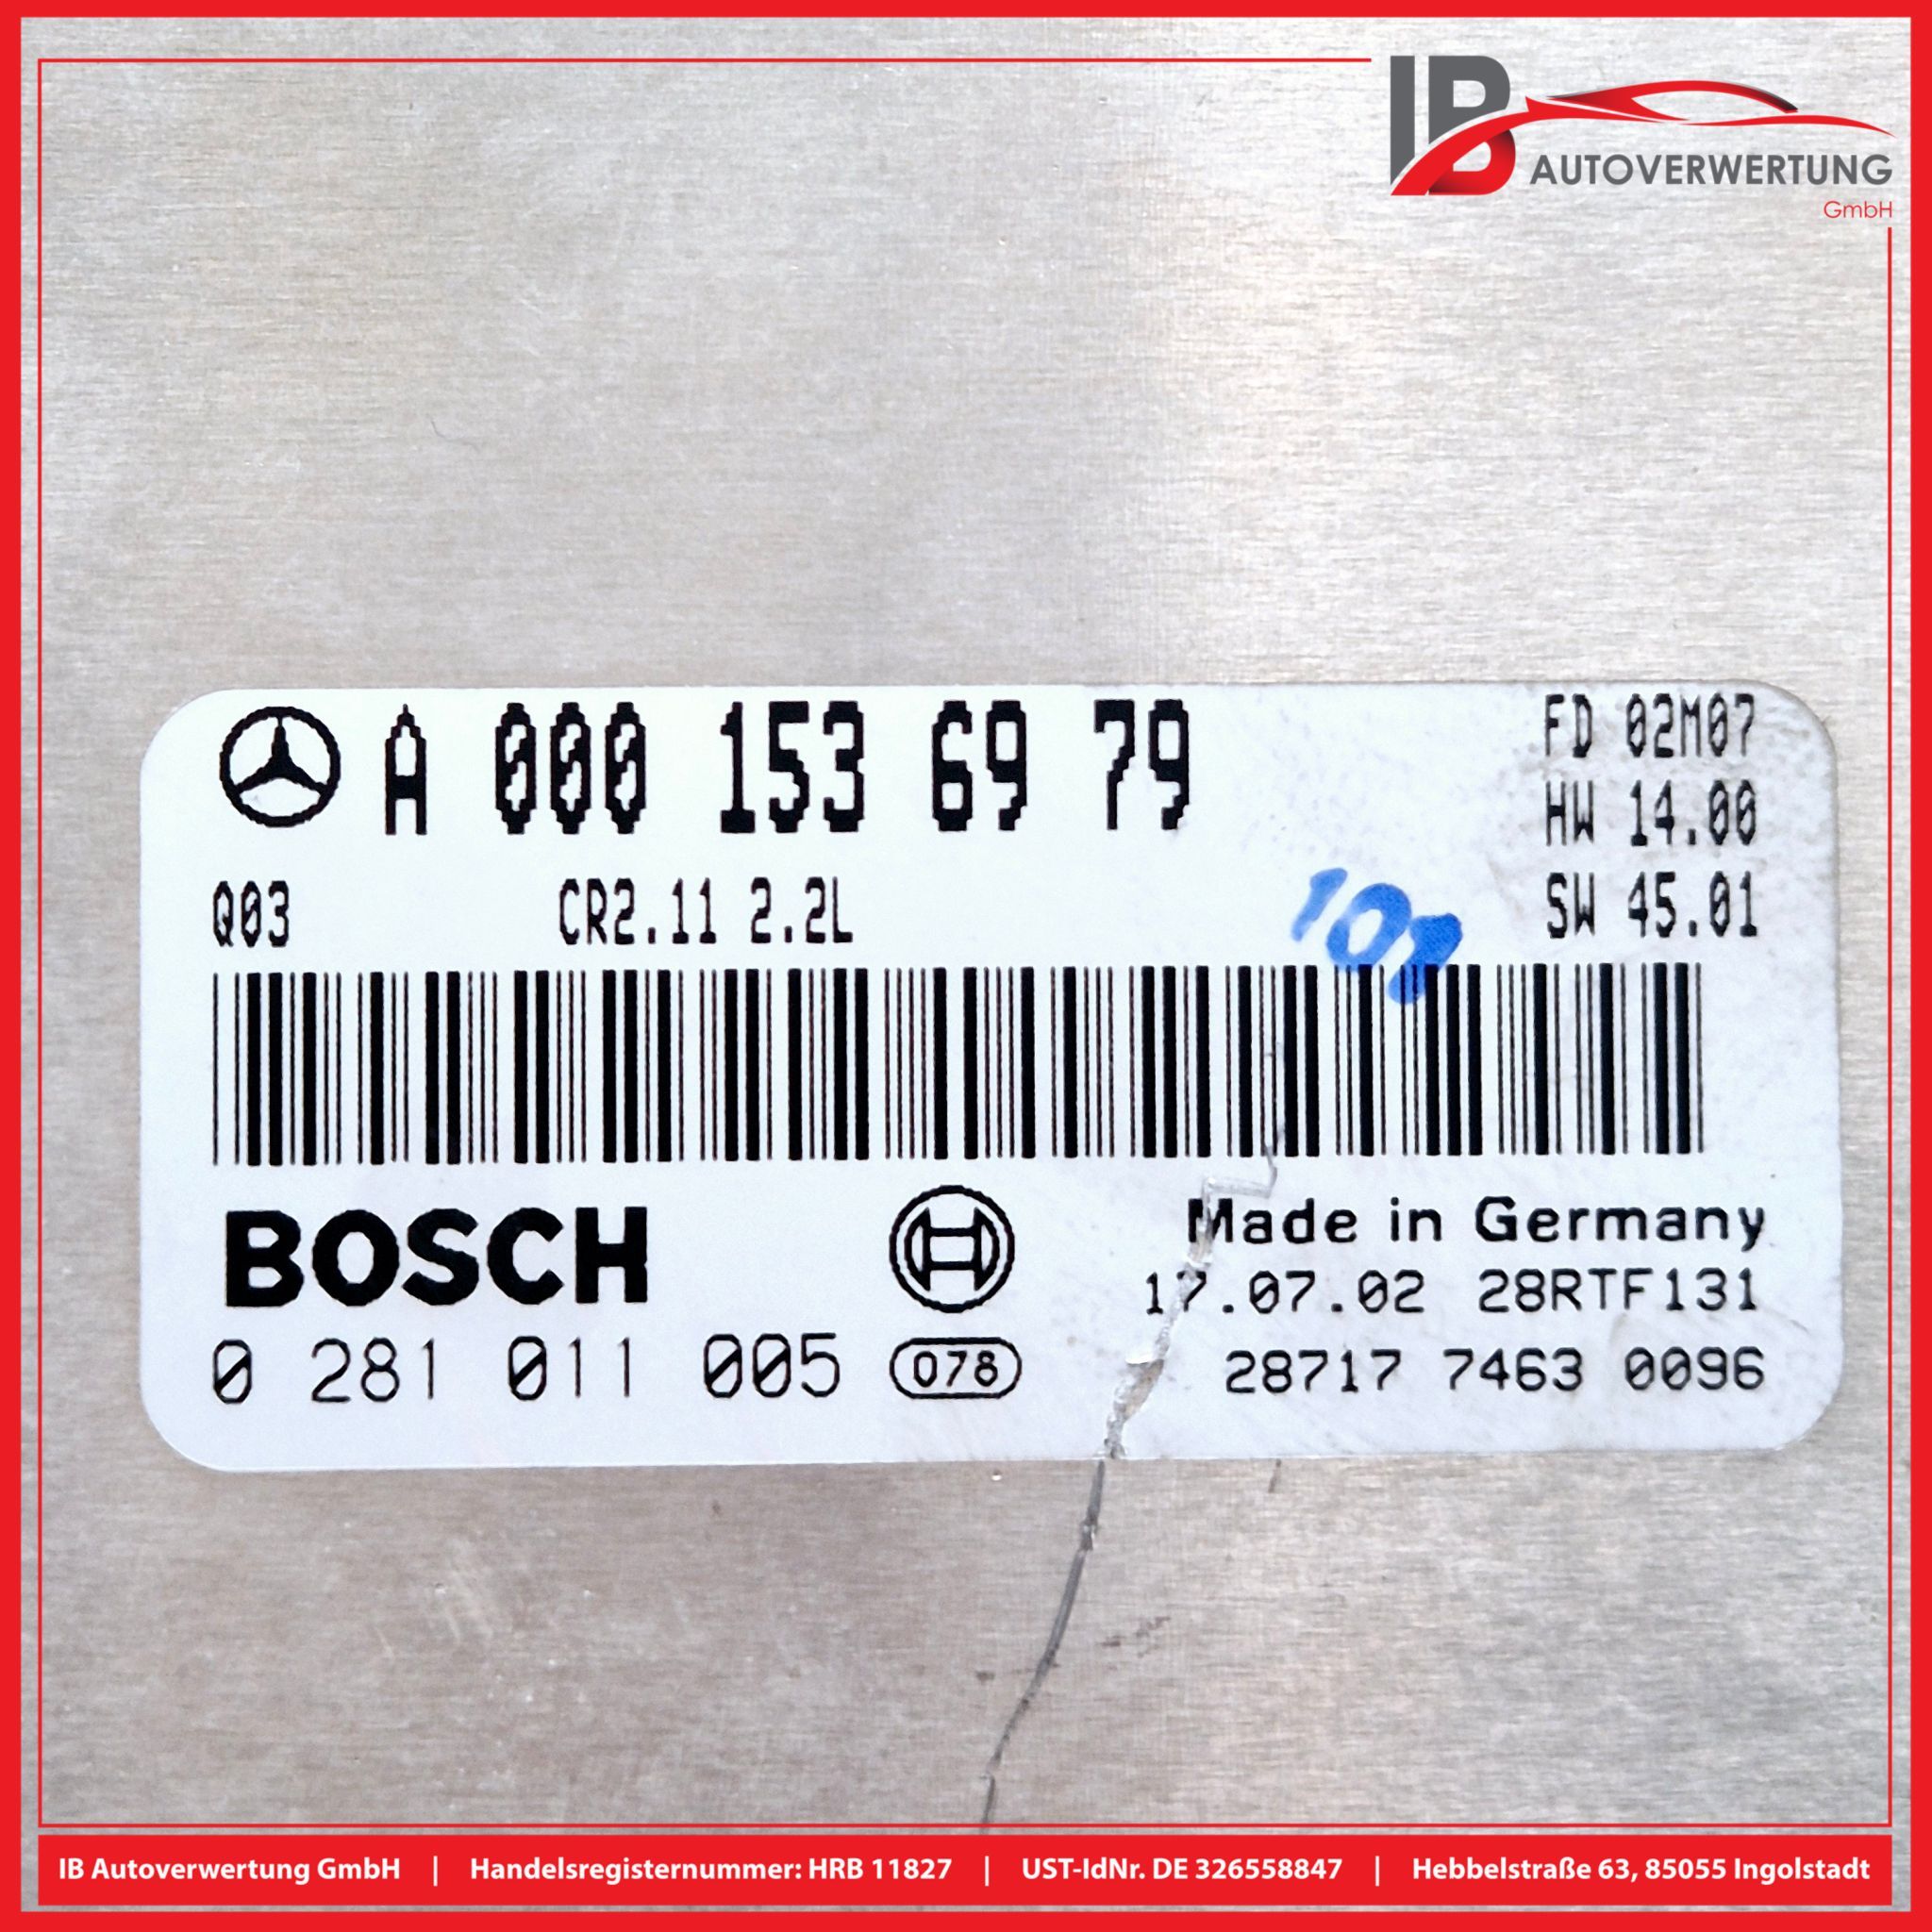 IB AUTOVERWERTUNG
GmbH
A 000 153 69 79
FD 02M07
HW 14.00
Q03 CR2.11 2.2L
SW 45.01
BOSCH
Made in Germany
17.07.02 28RTF131
0 281 011 005 078
28717 7463 0096
IB Autoverwertung GmbH | Handelsregisternummer: HRB 11827 | UST-IdNr. DE 326558847 | Hebbelstraße 63, 85055 Ingolstadt